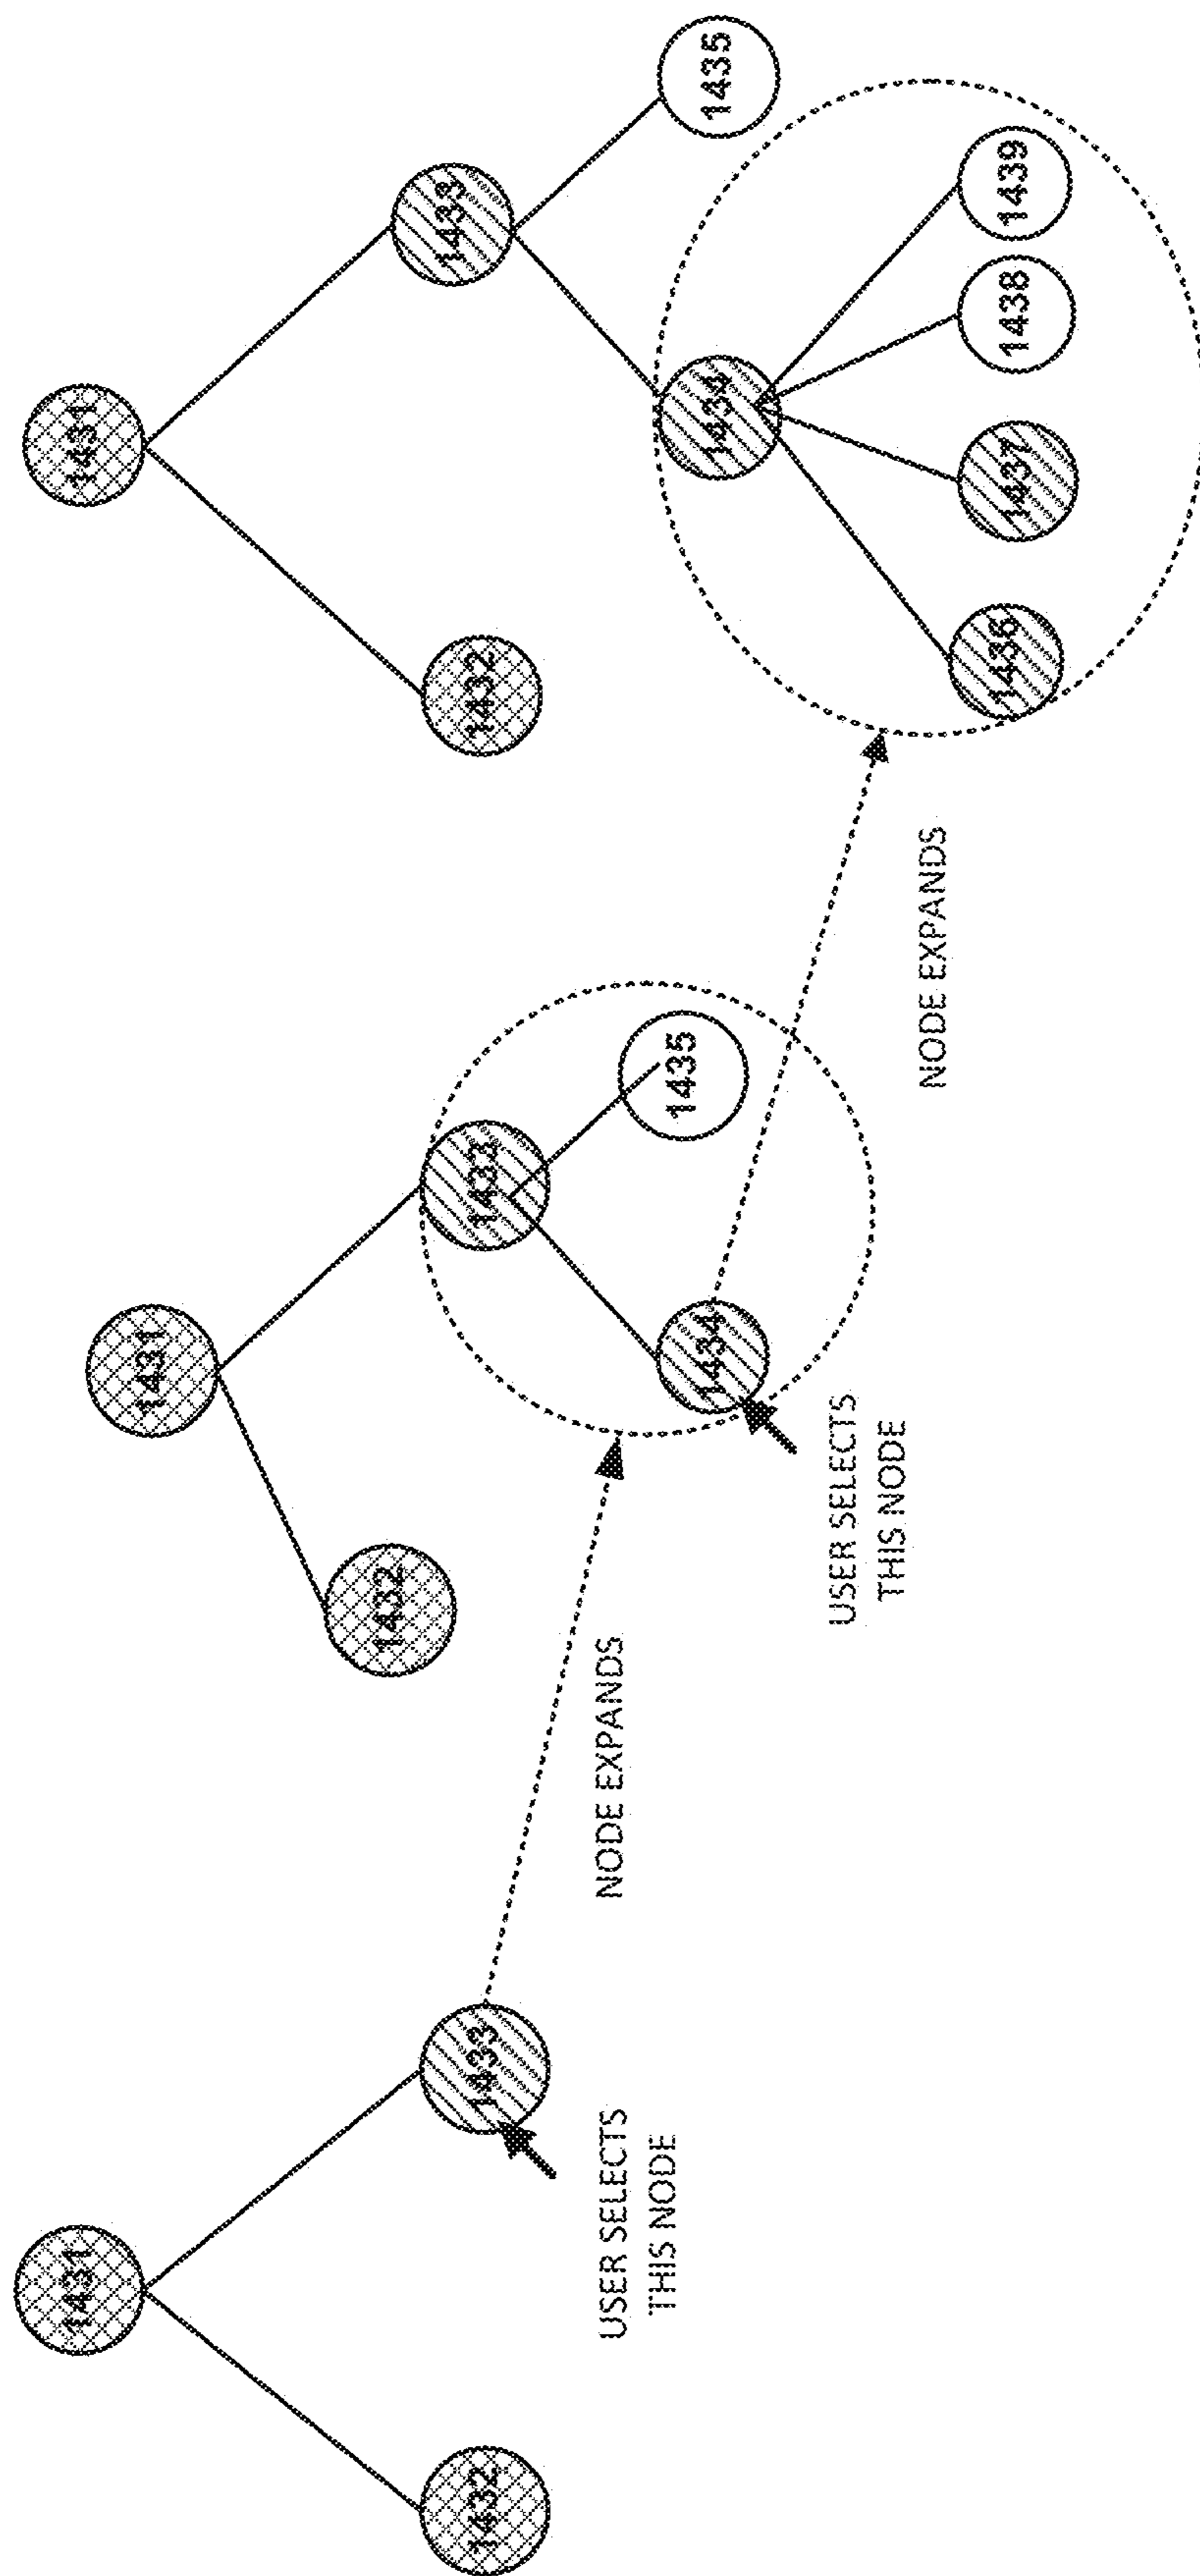 1431
1432
1433
USER SELECTS
THIS NODE
NODE EXPANDS
1431
1432
1433
1434
1435
USER SELECTS
THIS NODE
NODE EXPANDS
1431
1432
1433
1434
1435
1436
1437
1438
1439